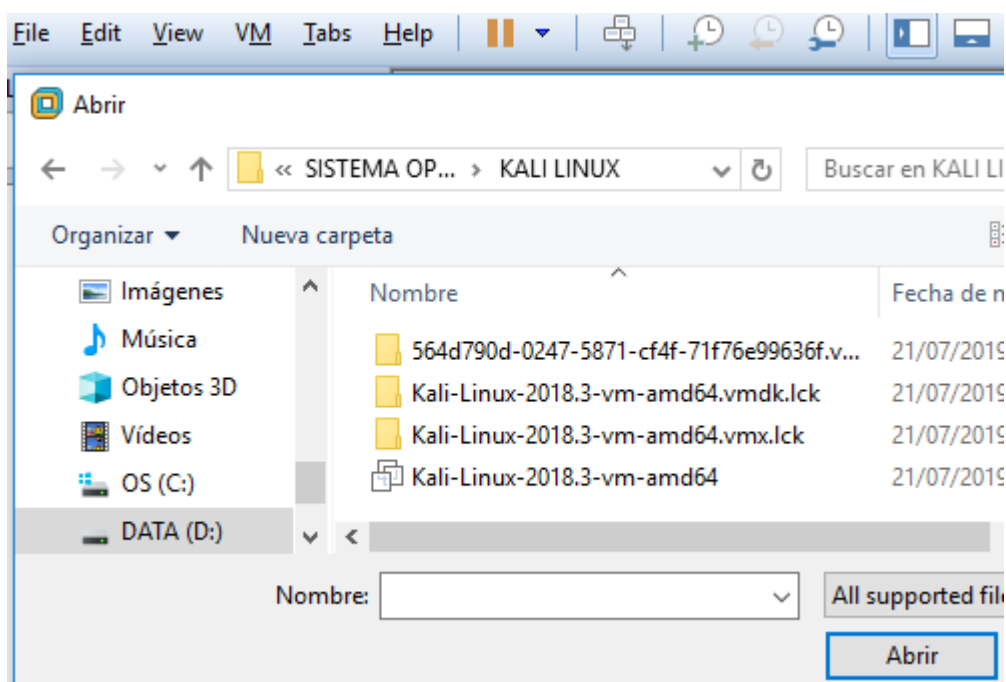 File Edit View VM Tabs Help
Abrir
« SISTEMA OP... > KALI LINUX
Buscar en KALI LI
Organizar
Nueva carpeta
Imágenes
Música
Objetos 3D
Vídeos
OS (C:)
DATA (D:)
Nombre
Fecha de m
564d790d-0247-5871-cf4f-71f76e99636f.v... 21/07/2019
Kali-Linux-2018.3-vm-amd64.vmdk.lck 21/07/2019
Kali-Linux-2018.3-vm-amd64.vmx.lck 21/07/2019
Kali-Linux-2018.3-vm-amd64 21/07/2019
Nombre:
All supported file
Abrir